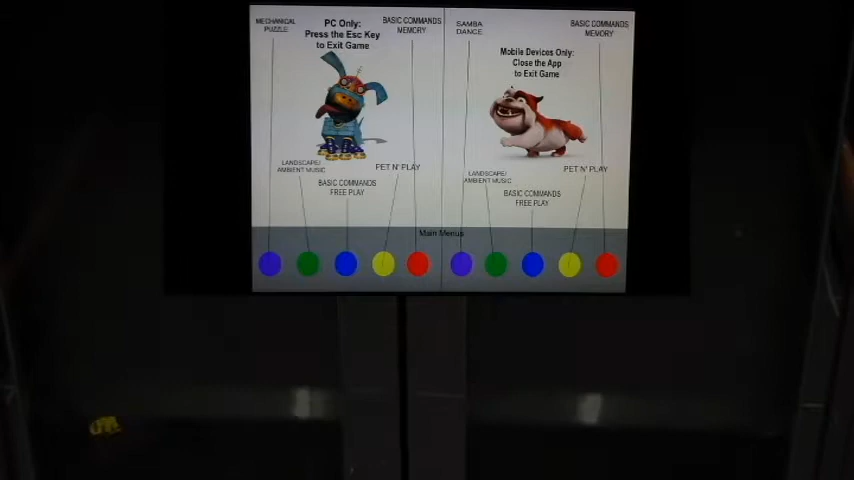 MECHANICAL
PUZZLE
PC Only:
Press the Esc Key
to Exit Game
BASIC COMMANDS
MEMORY
LANDSCAPE/
AMBIENT MUSIC
PET N' PLAY
BASIC COMMANDS
FREE PLAY
SAMBA
DANCE
BASIC COMMANDS
MEMORY
Mobile Devices Only:
Close the App
to Exit Game
LANDSCAPE/
AMBIENT MUSIC
PET N' PLAY
BASIC COMMANDS
FREE PLAY
Main Menus